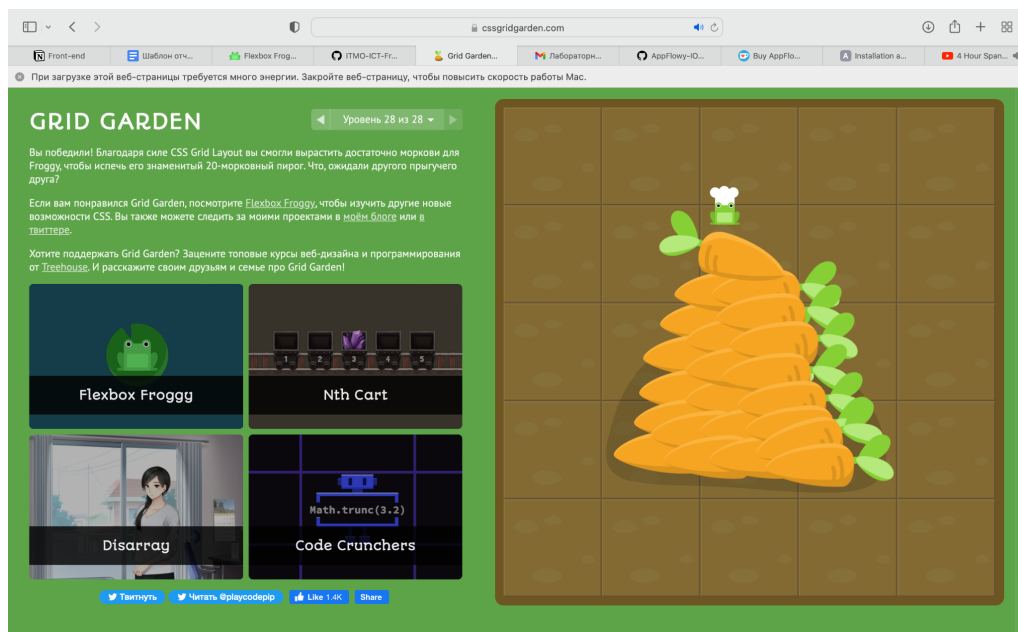 cssgridgarden.com
Front-end
Шаблон отч...
Flexbox Frog...
ITMO-ICT-Fr...
Grid Garden...
Лабораторн...
AppFlowy-IO...
Buy AppFlo...
Installation a...
4 Hour Span...
При загрузке этой веб-страницы требуется много энергии. Закройте веб-страницу, чтобы повысить скорость работы Mac.
GRID GARDEN
Уровень 28 из 28
Вы победили! Благодаря силе CSS Grid Layout вы смогли вырастить достаточно моркови для
Froggy, чтобы испечь его знаменитый 20-морковный пирог. Что, ожидали другого прыгучего
друга?
Если вам понравился Grid Garden, посмотрите Flexbox Froggy, чтобы изучить другие новые
возможности CSS. Вы также можете следить за моими проектами в моём блоге или в
твиттере.
Хотите поддержать Grid Garden? Зацените топовые курсы веб-дизайна и программирования
от Treehouse. И расскажите своим друзьям и семье про Grid Garden!
Flexbox Froggy
1 2 3 4 5
Nth Cart
Disarray
Math.trunc(3.2)
Code Crunchers
Твитнуть
Читать @playcodepip
Like 1.4K
Share